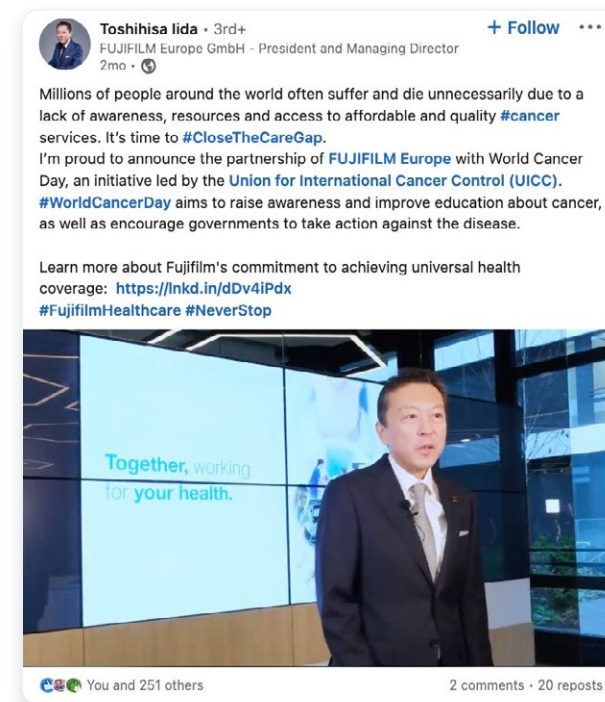 Toshihisa Iida • 3rd+
+ Follow
FUJIFILM Europe GmbH - President and Managing Director
2mo •
Millions of people around the world often suffer and die unnecessarily due to a
lack of awareness, resources and access to affordable and quality #cancer
services. It's time to #CloseTheCareGap.
I'm proud to announce the partnership of FUJIFILM Europe with World Cancer
Day, an initiative led by the Union for International Cancer Control (UICC).
#WorldCancerDay aims to raise awareness and improve education about cancer,
as well as encourage governments to take action against the disease.
Learn more about Fujifilm's commitment to achieving universal health
coverage: https://lnkd.in/dDv4iPdx
#FujifilmHealthcare #NeverStop
Together, working
for your health.
You and 251 others
2 comments • 20 reposts